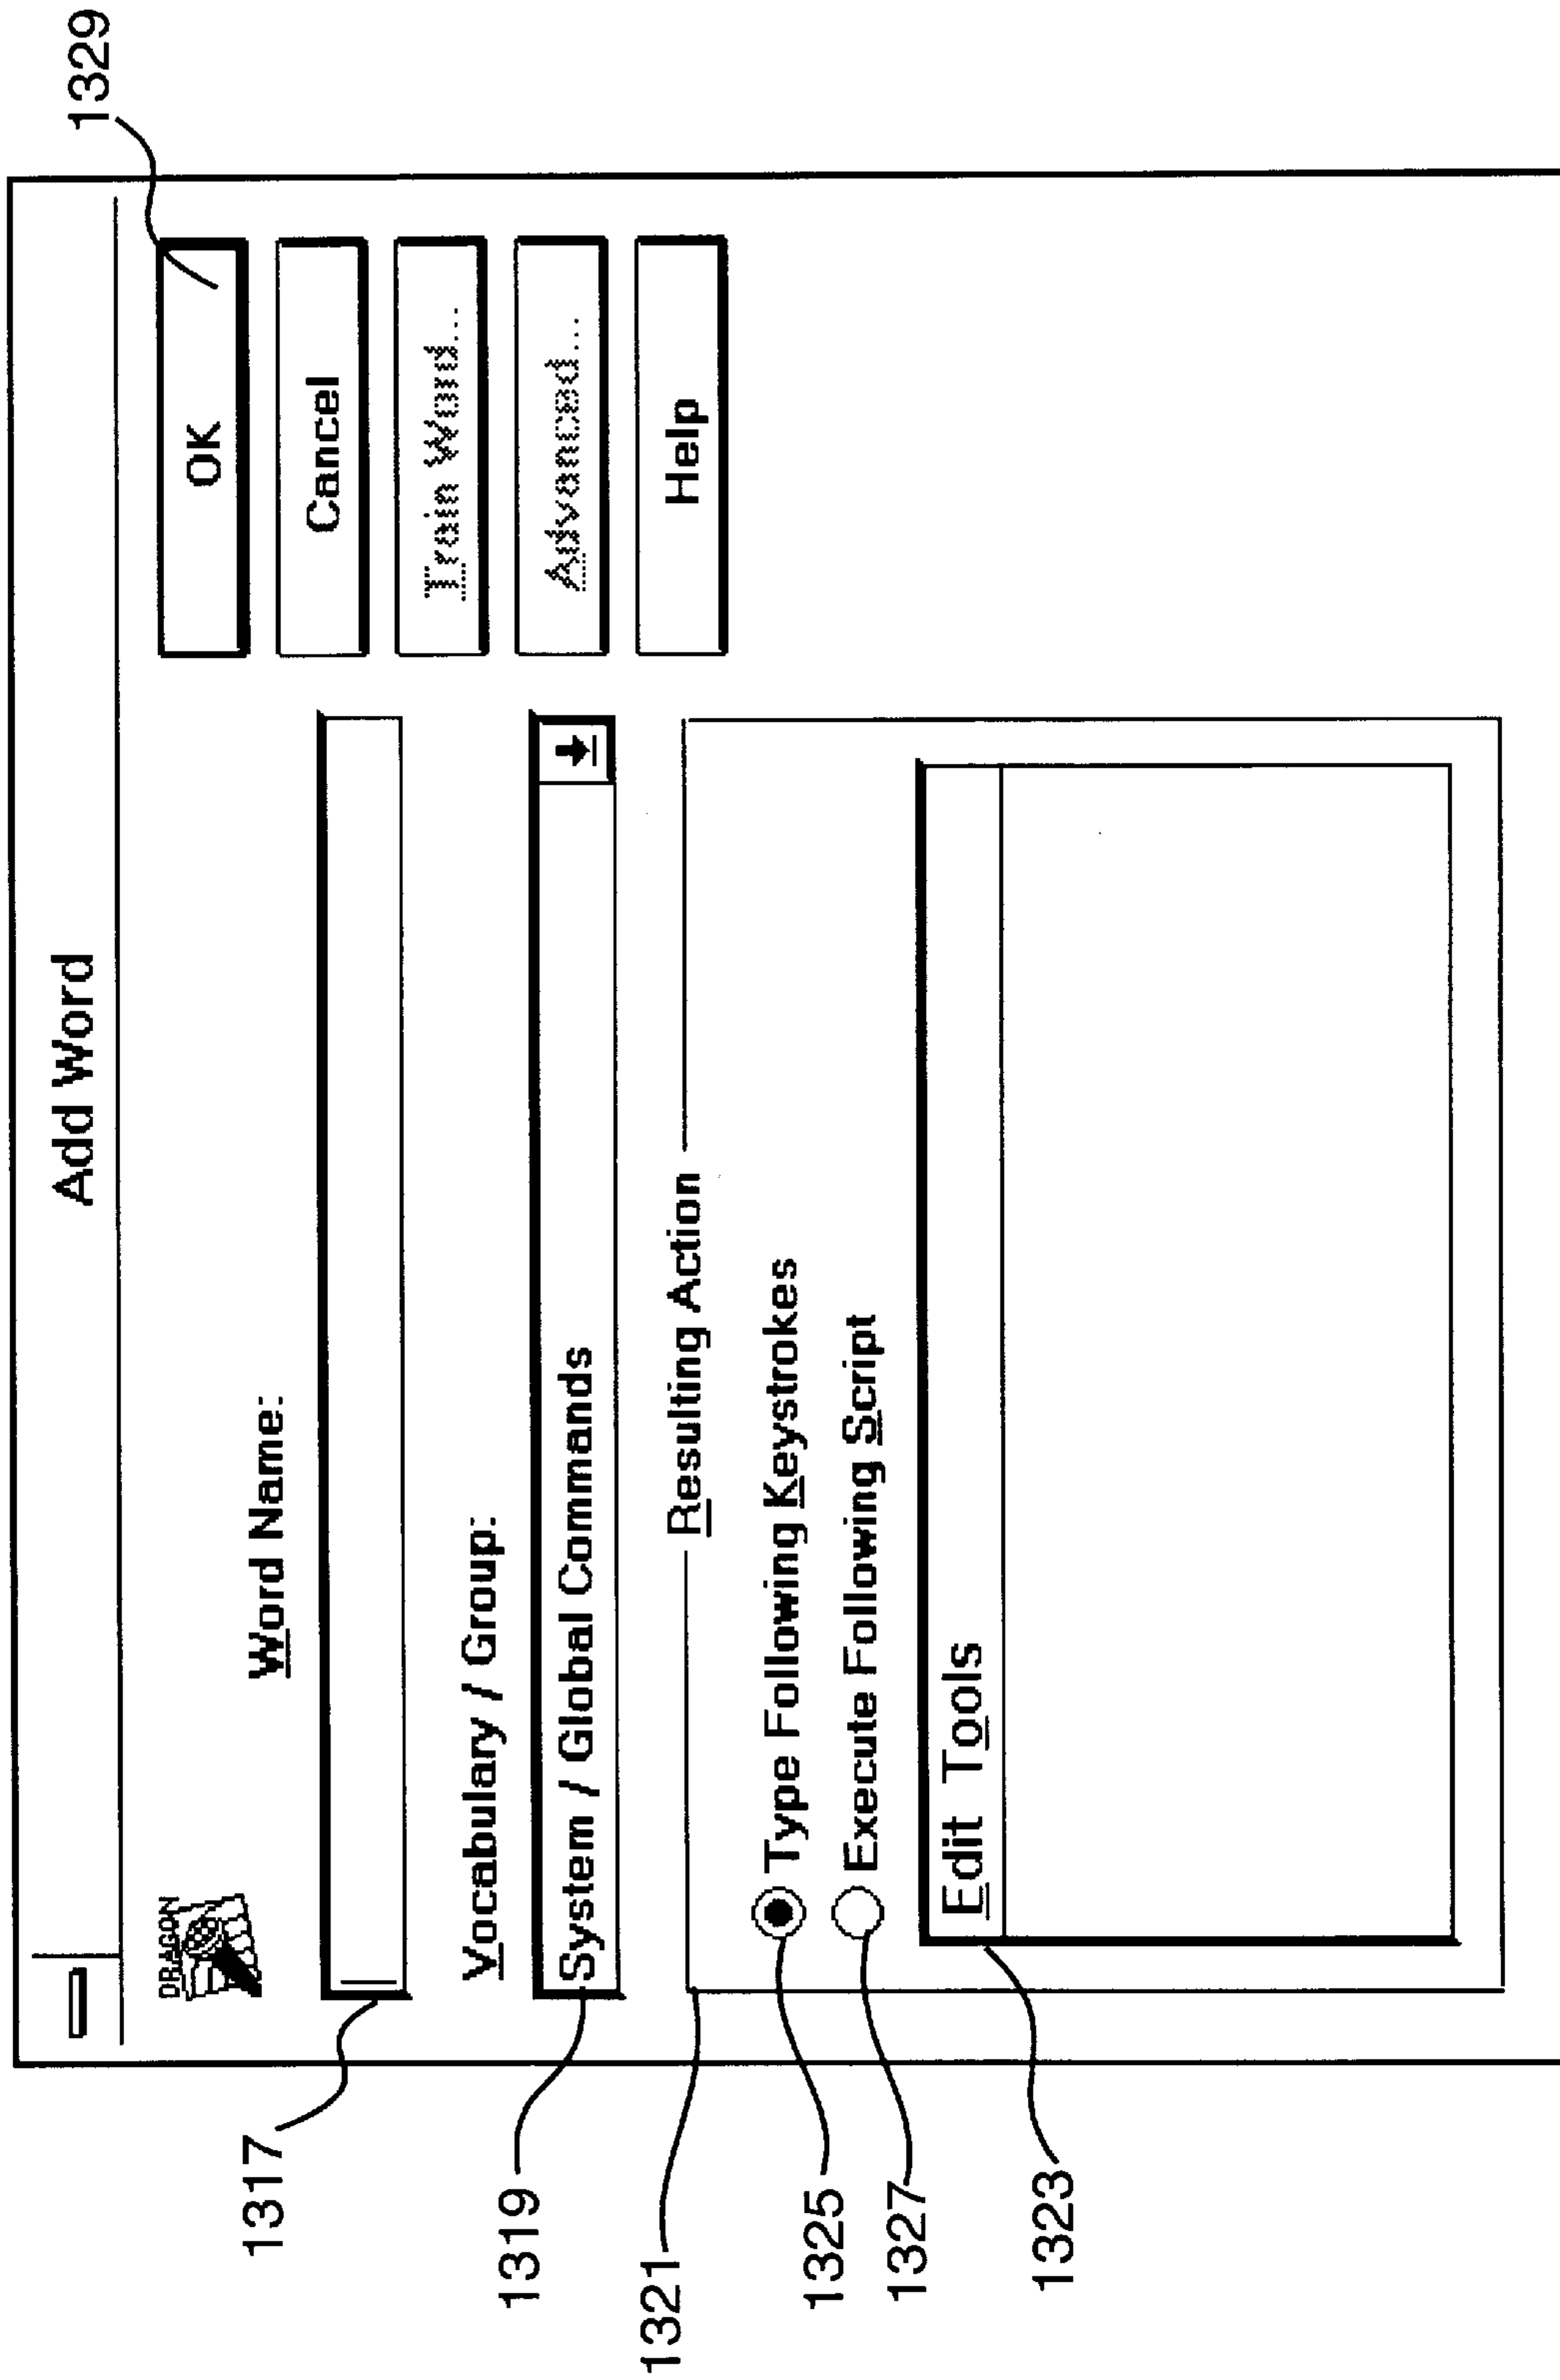 1329
Add Word
DRAGON
Word Name:
OK
Cancel
1317
Vocabulary / Group:
Train Word...
System / Global Commands
1319
Advanced...
Resulting Action
Help
1321
Type Following Keystrokes
1325
Execute Following Script
1327
Edit Tools
1323